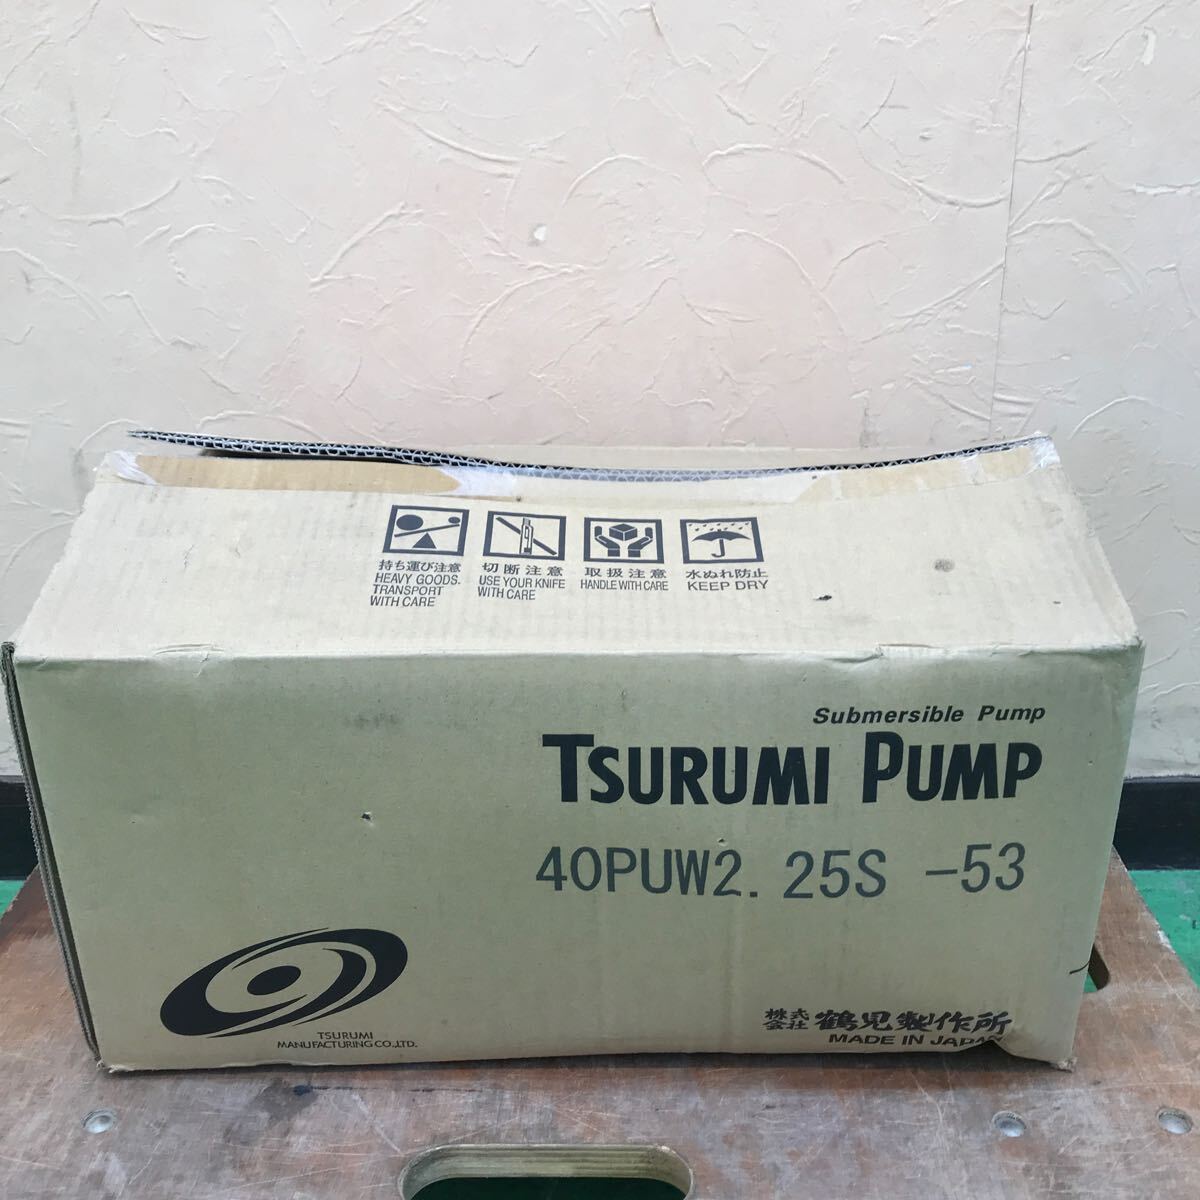 持ち運び注意
HEAVY GOODS.
TRANSPORT
WITH CARE
切断注意
USE YOUR KNIFE
WITH CARE
取扱注意
HANDLE WITH CARE
水ぬれ防止
KEEP DRY
Submersible Pump
TSURUMI PUMP
40PUW2. 25S -53
TSURUMI
MANUFACTURING CO.,LTD.
株式会社 鶴見製作所
MADE IN JAPAN